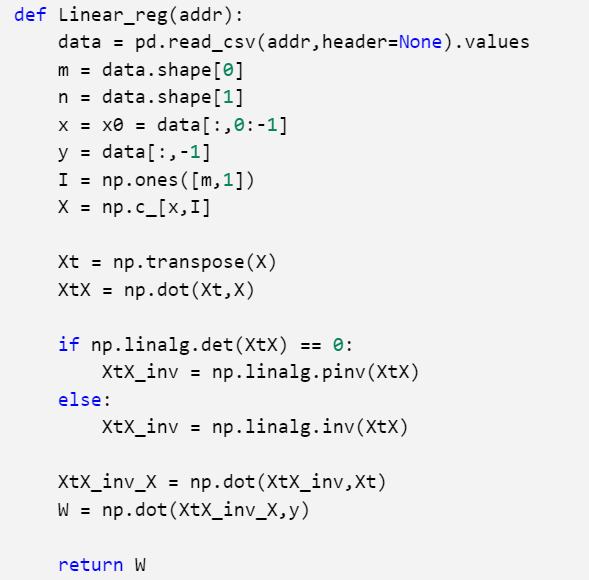 def Linear_reg(addr):
    data = pd.read_csv(addr,header=None).values
    m = data.shape[0]
    n = data.shape[1]
    x = x0 = data[:,0:-1]
    y = data[:,-1]
    I = np.ones([m,1])
    X = np.c_[x,I]

    Xt = np.transpose(X)
    XtX = np.dot(Xt,X)

    if np.linalg.det(XtX) == 0:
        XtX_inv = np.linalg.pinv(XtX)
    else:
        XtX_inv = np.linalg.inv(XtX)

    XtX_inv_X = np.dot(XtX_inv,Xt)
    W = np.dot(XtX_inv_X,y)

    return W